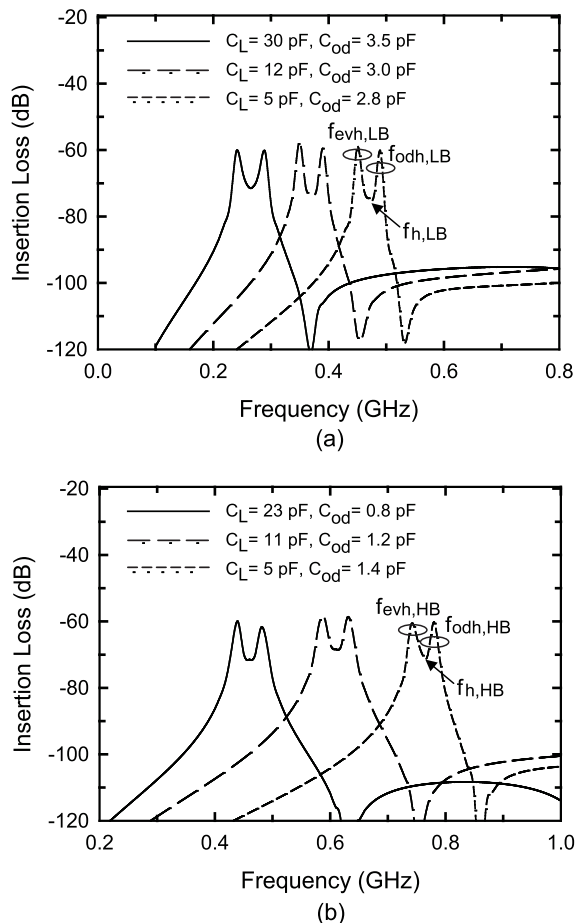 (a)
-20
C_L= 30 pF, C_od= 3.5 pF
C_L= 12 pF, C_od= 3.0 pF
C_L= 5 pF, C_od= 2.8 pF
-40
f_evh,LB
f_odh,LB
-60
f_h,LB
-80
-100
-120
Insertion Loss (dB)
0.0 0.2 0.4 0.6 0.8
Frequency (GHz)
(a)
-20
C_L= 23 pF, C_od= 0.8 pF
C_L= 11 pF, C_od= 1.2 pF
C_L= 5 pF, C_od= 1.4 pF
-40
f_evh,HB
f_odh,HB
-60
f_h,HB
-80
-100
-120
Insertion Loss (dB)
0.2 0.4 0.6 0.8 1.0
Frequency (GHz)
(b)